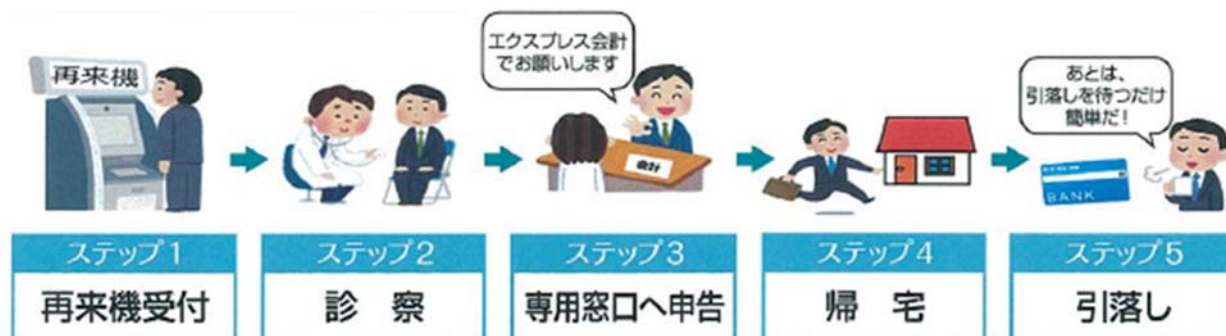 再来機
エクスプレス会計
でお願いします
会計
あとは、
引落しを待つだけ
簡単だ!
BANK
ステップ1
再来機受付
ステップ2
診 察
ステップ3
専用窓口へ申告
ステップ4
帰 宅
ステップ5
引落し